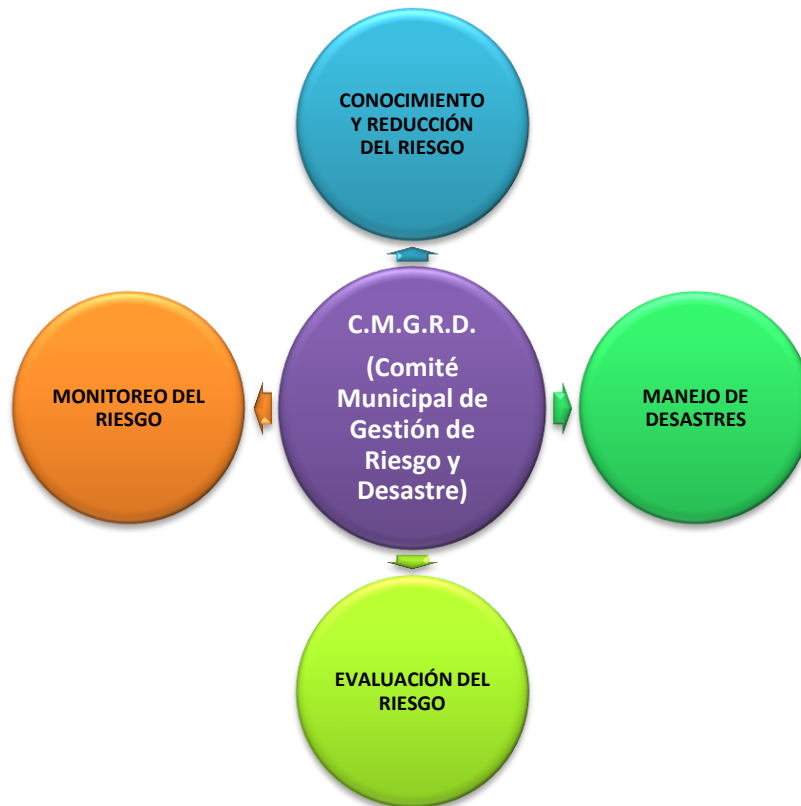 CONOCIMIENTO
Y REDUCCIÓN
DEL RIESGO
C.M.G.R.D.
(Comité
Municipal de
Gestión de
Riesgo y
Desastre)
MONITOREO DEL
RIESGO
MANEJO DE
DESASTRES
EVALUACIÓN DEL
RIESGO